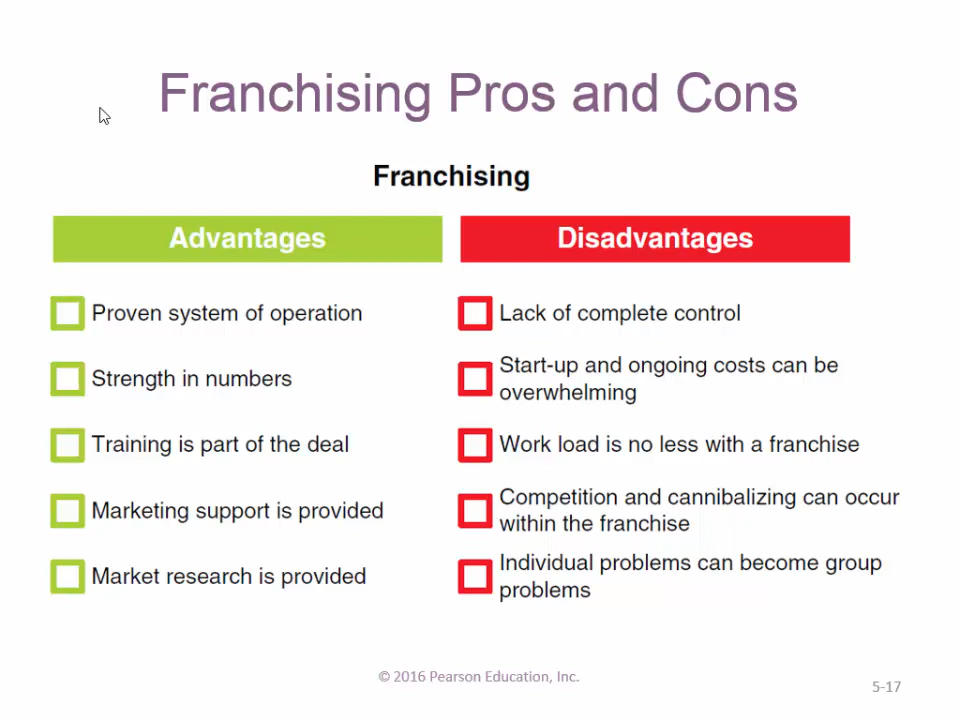 Franchising Pros and Cons
Franchising
Advantages
Proven system of operation
Strength in numbers
Training is part of the deal
Marketing support is provided
Market research is provided
Disadvantages
Lack of complete control
Start-up and ongoing costs can be
overwhelming
Work load is no less with a franchise
Competition and cannibalizing can occur
within the franchise
Individual problems can become group
problems
© 2016 Pearson Education, Inc.
5-17